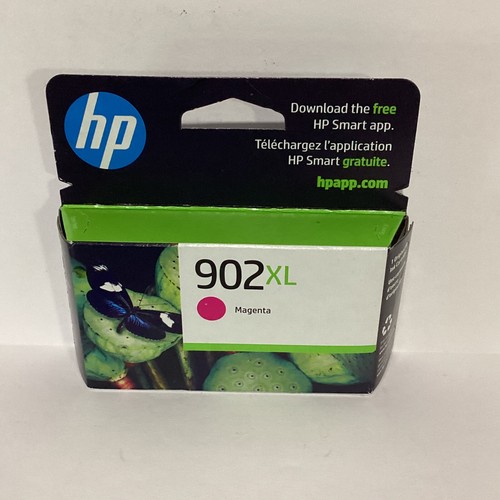 hp
Download the free
HP Smart app.
Téléchargez l'application
HP Smart gratuite.
hpapp.com
902XL
Magenta